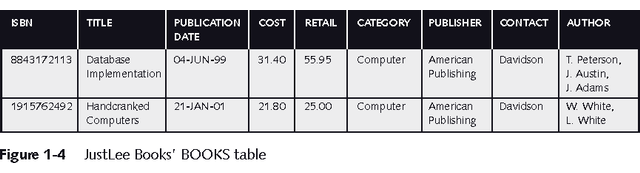 ISBN TITLE PUBLICATION DATE COST RETAIL CATEGORY PUBLISHER CONTACT AUTHOR
8843172113 Database Implementation 04-JUN-99 31.40 55.95 Computer American Publishing Davidson T. Peterson, J. Austin, J. Adams
1915762492 Handcranked Computers 21-JAN-01 21.80 25.00 Computer American Publishing Davidson W. White, L. White
Figure 1-4 JustLee Books' BOOKS table